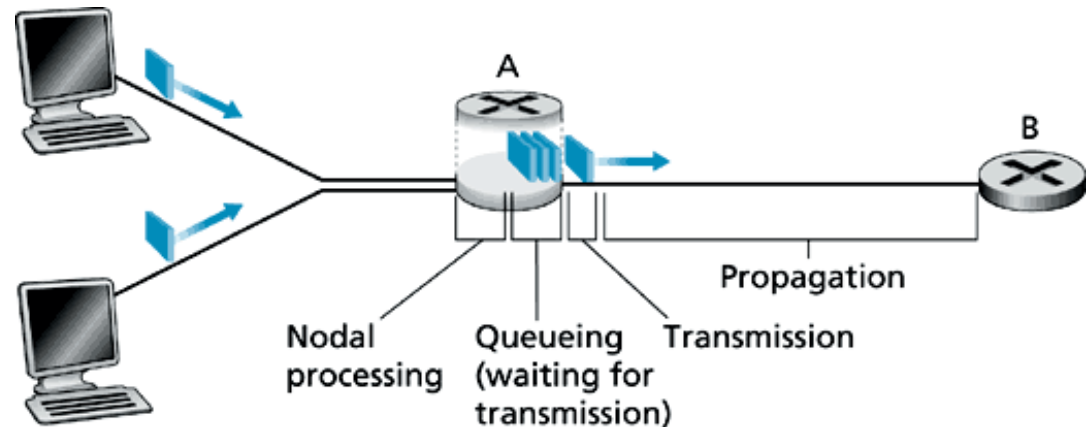 A
B
Propagation
Nodal
processing
Queueing
(waiting for
transmission)
Transmission